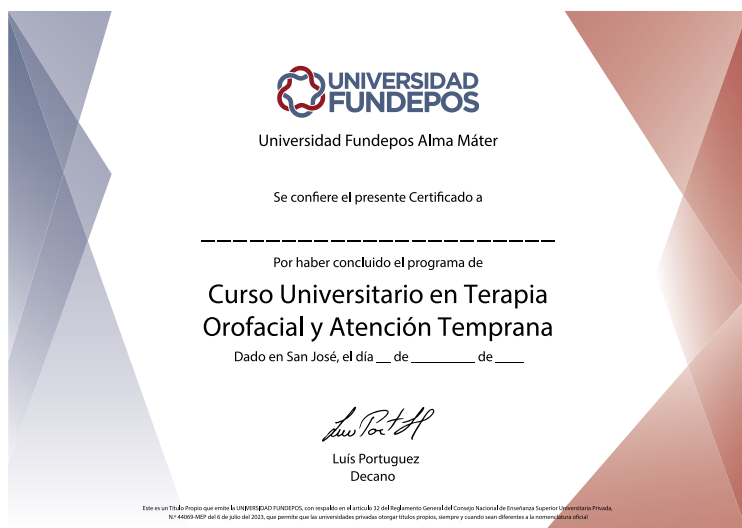 UNIVERSIDAD
FUNDEPOS
Universidad Fundepos Alma Máter
Se confiere el presente Certificado a
Por haber concluido el programa de
Curso Universitario en Terapia
Orofacial y Atención Temprana
Dado en San José, el día __ de ________ de ____
Luís Portuguez
Decano
Este es un Título Propio que emite la UNIVERSIDAD FUNDEPOS, con respaldo en el artículo 32 del Reglamento General del Consejo Nacional de Enseñanza Superior Universitaria Privada,
N.º 44069-MEP del 6 de julio del 2023, que permite que las universidades privadas otorgar títulos propios, siempre y cuando sean diferentes a la nomenclatura oficial